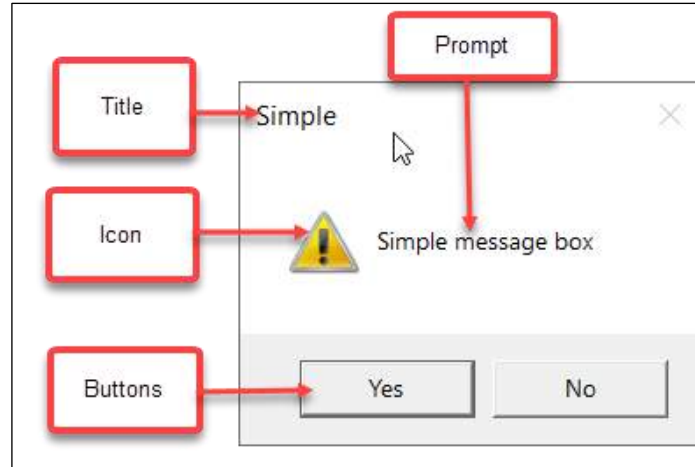 Prompt
Title
Simple
Icon
Simple message box
Buttons
Yes
No